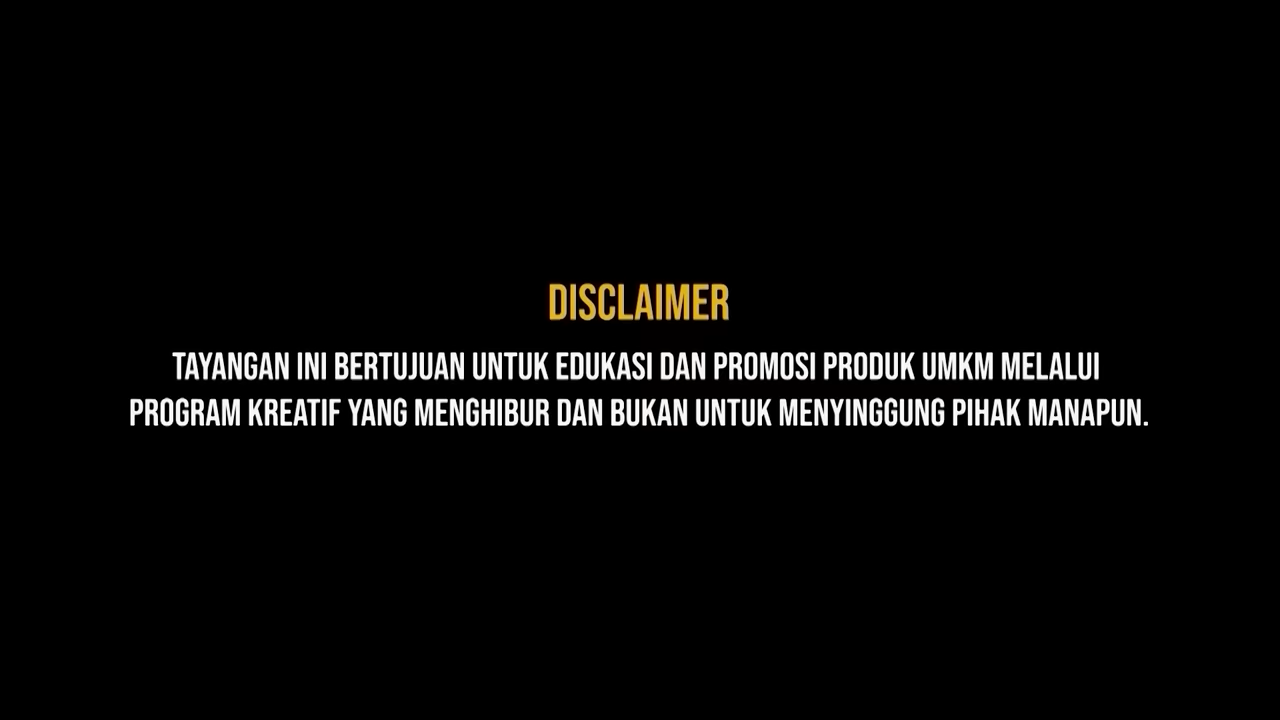 DISCLAIMER
TAYANGAN INI BERTUJUAN UNTUK EDUKASI DAN PROMOSI PRODUK UMKM MELALUI
PROGRAM KREATIF YANG MENGHIBUR DAN BUKAN UNTUK MENYINGGUNG PIHAK MANAPUN.